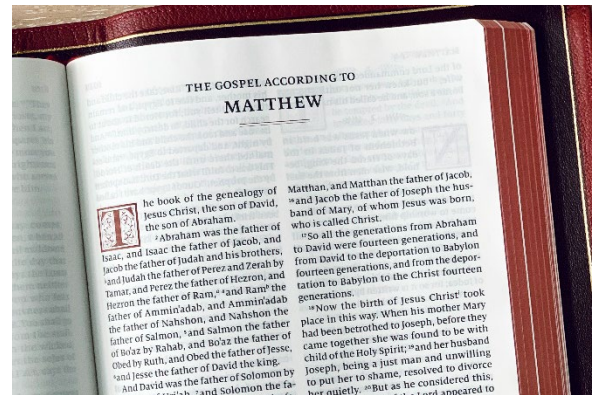 THE GOSPEL ACCORDING TO
MATTHEW
The book of the genealogy of
Jesus Christ, the son of David,
the son of Abraham.
²Abraham was the father of
Isaac, and Isaac the father of Jacob, and
Jacob the father of Judah and his brothers,
³and Judah the father of Perez and Zerah by
Tamar, and Perez the father of Hezron, and
Hezron the father of Ram,ᵃ ⁴and Ramᵇ the
father of Ammin'adab, and Ammin'adab
the father of Nahshon, and Nahshon the
father of Salmon, ⁵and Salmon the father
of Bo'az by Rahab, and Bo'az the father of
Obed by Ruth, and Obed the father of Jesse,
⁶and Jesse the father of David the king.
And David was the father of Solomon by
⁷and Solomon the fa-
Matthan, and Matthan the father of Jacob,
¹⁶and Jacob the father of Joseph the hus-
band of Mary, of whom Jesus was born,
who is called Christ.
¹⁷So all the generations from Abraham
to David were fourteen generations, and
from David to the deportation to Babylon
fourteen generations, and from the depor-
tation to Babylon to the Christ fourteen
generations.
¹⁸Now the birth of Jesus Christ took
place in this way. When his mother Mary
had been betrothed to Joseph, before they
came together she was found to be with
child of the Holy Spirit; ¹⁹and her husband
Joseph, being a just man and unwilling
to put her to shame, resolved to divorce
her quietly. ²⁰But as he considered this,
the Lord appeared to